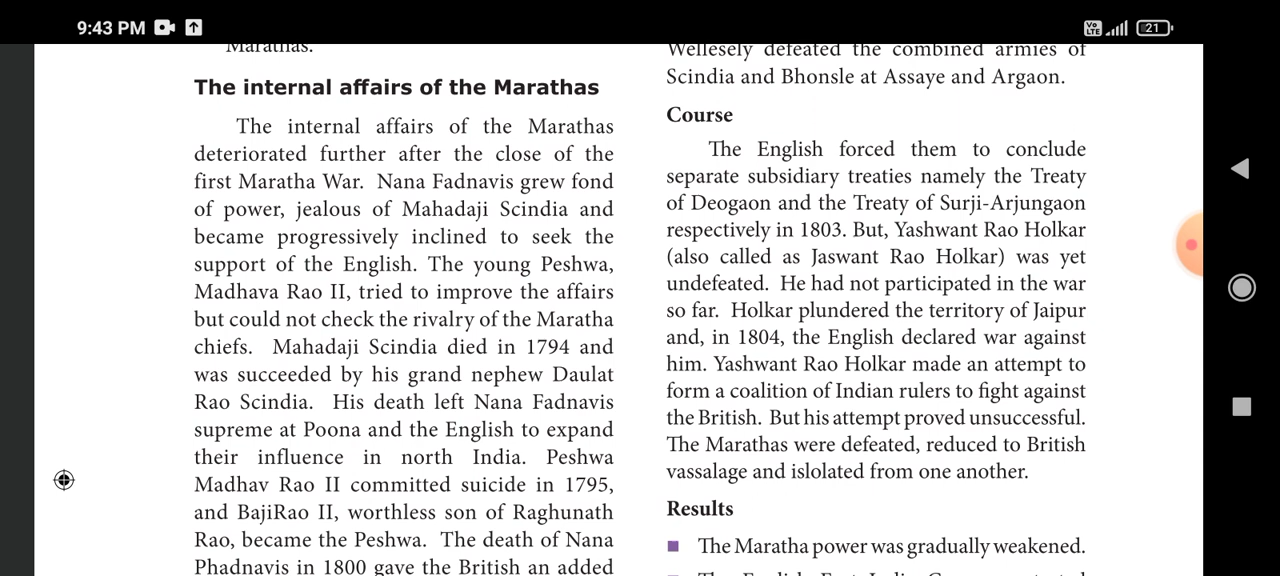 9:43 PM
Vo LTE 21
Marathas.
The internal affairs of the Marathas
The internal affairs of the Marathas
deteriorated further after the close of the
first Maratha War. Nana Fadnavis grew fond
of power, jealous of Mahadaji Scindia and
became progressively inclined to seek the
support of the English. The young Peshwa,
Madhava Rao II, tried to improve the affairs
but could not check the rivalry of the Maratha
chiefs. Mahadaji Scindia died in 1794 and
was succeeded by his grand nephew Daulat
Rao Scindia. His death left Nana Fadnavis
supreme at Poona and the English to expand
their influence in north India. Peshwa
Madhav Rao II committed suicide in 1795,
and BajiRao II, worthless son of Raghunath
Rao, became the Peshwa. The death of Nana
Phadnavis in 1800 gave the British an added
Wellesely defeated the combined armies of
Scindia and Bhonsle at Assaye and Argaon.
Course
The English forced them to conclude
separate subsidiary treaties namely the Treaty
of Deogaon and the Treaty of Surji-Arjungaon
respectively in 1803. But, Yashwant Rao Holkar
(also called as Jaswant Rao Holkar) was yet
undefeated. He had not participated in the war
so far. Holkar plundered the territory of Jaipur
and, in 1804, the English declared war against
him. Yashwant Rao Holkar made an attempt to
form a coalition of Indian rulers to fight against
the British. But his attempt proved unsuccessful.
The Marathas were defeated, reduced to British
vassalage and islolated from one another.
Results
The Maratha power was gradually weakened.